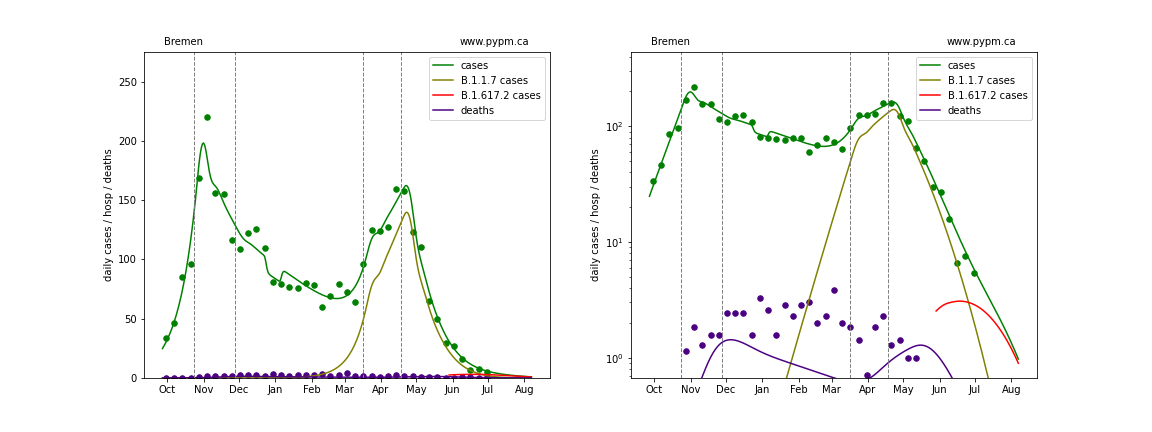 Bremen www.pypm.ca
cases
B.1.1.7 cases
B.1.617.2 cases
deaths
daily cases / hosp / deaths
250
200
150
100
50
0
Oct Nov Dec Jan Feb Mar Apr May Jun Jul Aug
Bremen www.pypm.ca
cases
B.1.1.7 cases
B.1.617.2 cases
deaths
daily cases / hosp / deaths
10²
10¹
10⁰
Oct Nov Dec Jan Feb Mar Apr May Jun Jul Aug